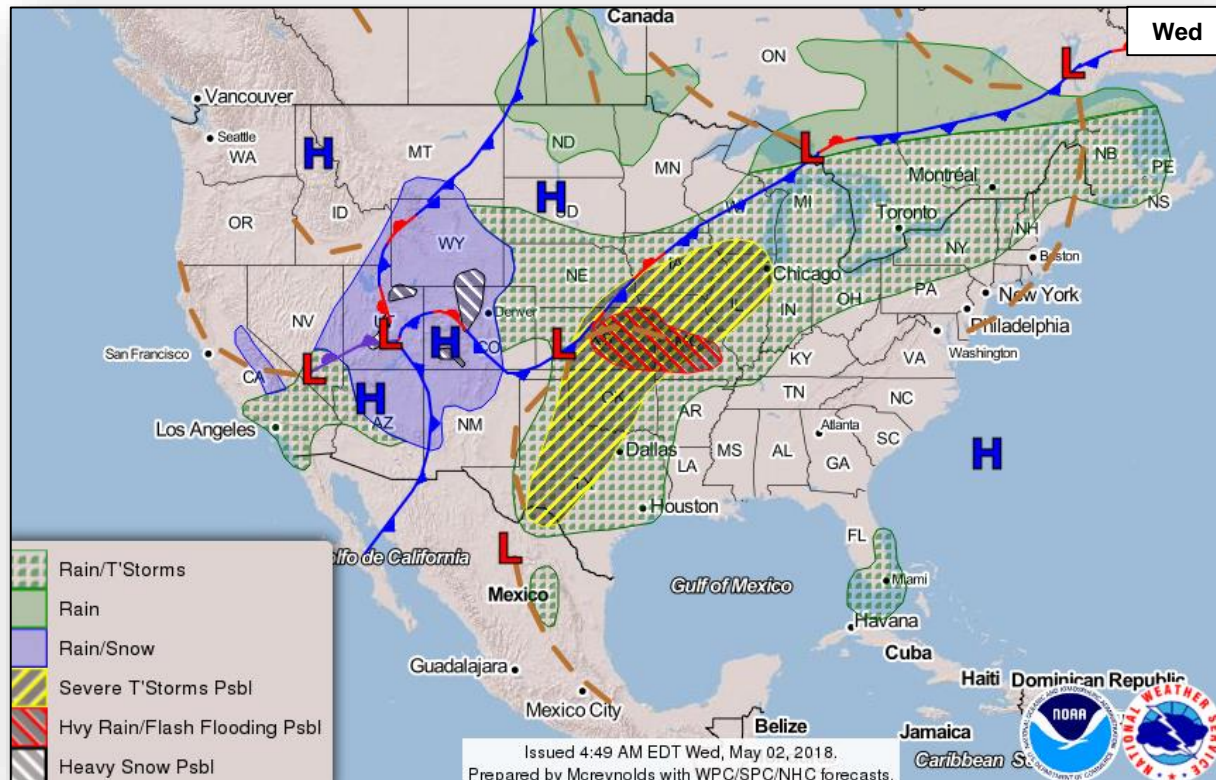 Canada
Wed
ON
Vancouver
Seattle
WA
H
MT
ND
MN
L
L
NB
PE
Montréal
NS
OR
ID
H
SD
WI
MI
Toronto
NH
WY
NY
Boston
NE
IA
Chicago
New York
NV
UT
Denver
IL
IN
OH
PA
Philadelphia
San Francisco
L
H
CO
L
KY
VA
Washington
CA
L
H
AZ
NM
OK
AR
TN
NC
Los Angeles
Dallas
MS
AL
Atlanta
SC
GA
LA
H
TX
Houston
FL
L
olfo de California
Gulf of Mexico
Miami
Mexico
Havana
Cuba
Guadalajara
Haiti
Dominican Republic
Mexico City
Belize
Jamaica
Caribbean S
Rain/T'Storms
Rain
Rain/Snow
Severe T'Storms Psbl
Hvy Rain/Flash Flooding Psbl
Heavy Snow Psbl
Issued 4:49 AM EDT Wed, May 02, 2018.
Prepared by Mcreynolds with WPC/SPC/NHC forecasts.
NOAA
NATIONAL WEATHER SERVICE